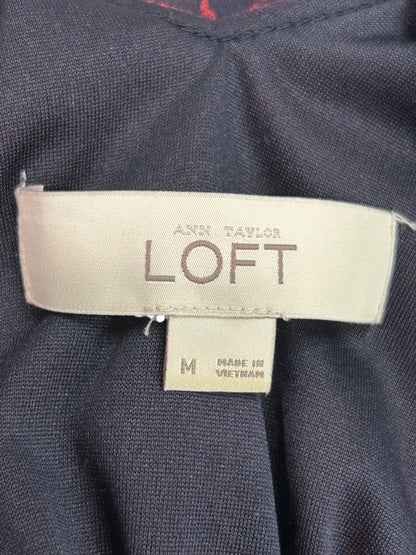 ANN TAYLOR
LOFT
M
MADE IN
VIETNAM